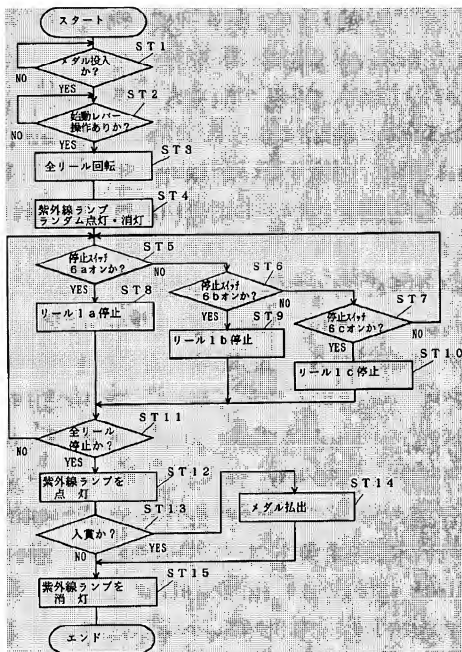 スタート
ST1
メダル投入
か？
NO
YES
ST2
始動レバー
操作ありか？
NO
YES
ST3
全リール回転
ST4
紫外線ランプ
ランダム点灯・消灯
ST5
停止スイッチ
6aオンか？
NO
YES
ST6
停止スイッチ
6bオンか？
NO
YES
ST7
停止スイッチ
6cオンか？
NO
YES
ST8
リール1a停止
ST9
リール1b停止
ST10
リール1c停止
ST11
全リール
停止か？
NO
YES
ST12
紫外線ランプを
点 灯
ST13
入賞か？
YES
NO
ST14
メダル払出
ST15
紫外線ランプを
消 灯
エンド